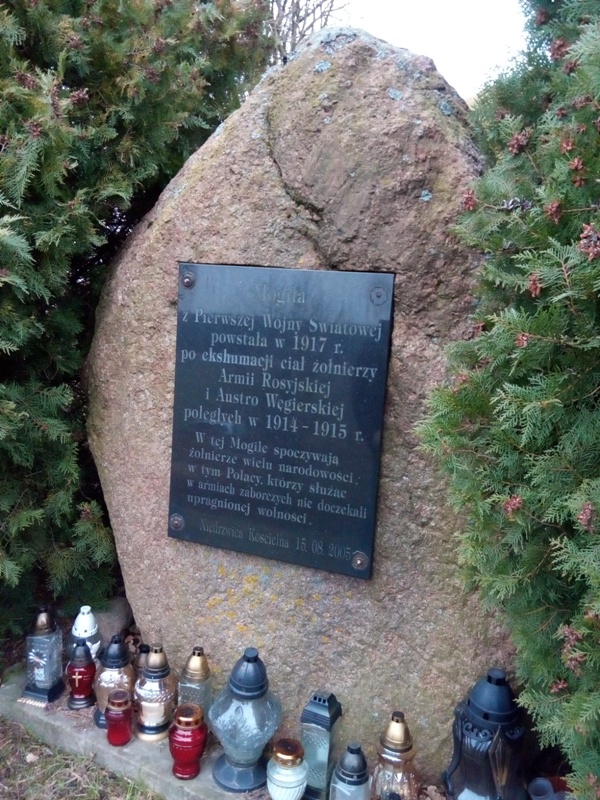 Mogiła
z Pierwszej Wojny Światowej
powstała w 1917 r.
po ekshumacji ciał żołnierzy
Armii Rosyjskiej
i Austro Węgierskiej
poległych w 1914 - 1915 r.
W tej Mogile spoczywają
żołnierze wielu narodowości,
w tym Polacy, którzy służąc
w armiach zaborczych nie doczekali
upragnionej wolności.
Niedrzwica Kościelna 15. 08. 2005